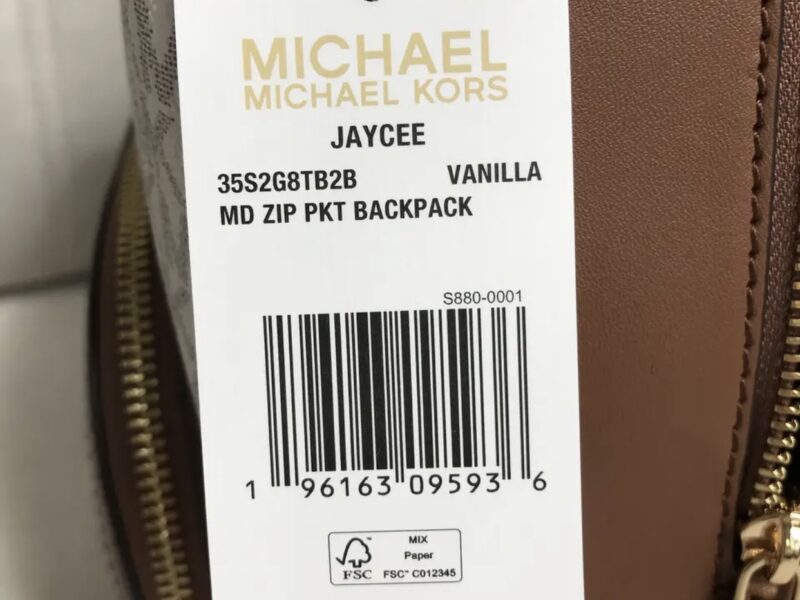 MICHAEL
MICHAEL KORS
JAYCEE
35S2G8TB2B VANILLA
MD ZIP PKT BACKPACK
S880-0001
1 96163 09593 6
MIX
Paper
FSC FSC™ C012345